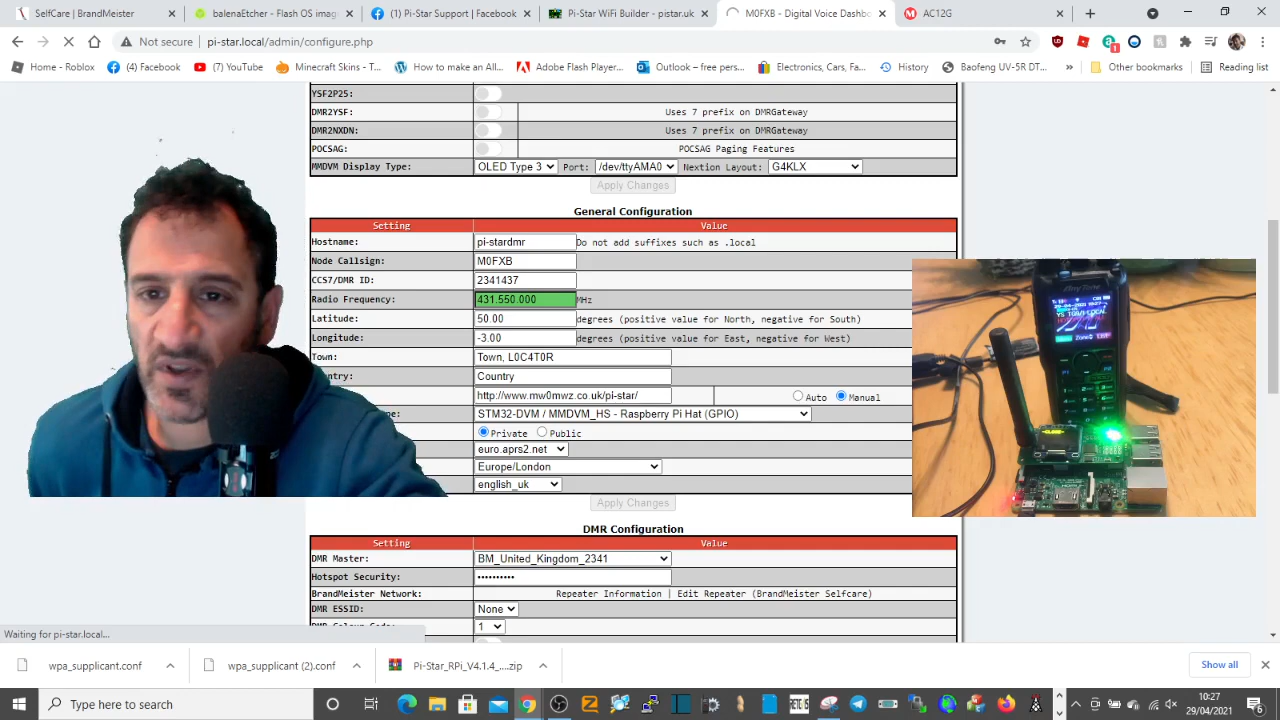 SelfCare | BrandMeister
balenaEtcher - Flash OS image
(1) Pi-Star Support | Facebook
Pi-Star WiFi Builder - pistar.uk
M0FXB - Digital Voice Dashbo
AC12G
Not secure | pi-star.local/admin/configure.php
Home - Roblox
(4) Facebook
(7) YouTube
Minecraft Skins - T...
How to make an All...
Adobe Flash Player...
Outlook – free pers...
Electronics, Cars, Fa...
History
Baofeng UV-5R DT...
»
Other bookmarks
Reading list
YSF2P25:
DMR2YSF: Uses 7 prefix on DMRGateway
DMR2NXDN: Uses 7 prefix on DMRGateway
POCSAG: POCSAG Paging Features
MMDVM Display Type: OLED Type 3 Port: /dev/ttyAMA0 Nextion Layout: G4KLX
Apply Changes
General Configuration
Setting Value
Hostname: pi-stardmr Do not add suffixes such as .local
Node Callsign: M0FXB
CCS7/DMR ID: 2341437
Radio Frequency: 431.550.000 MHz
Latitude: 50.00 degrees (positive value for North, negative for South)
Longitude: -3.00 degrees (positive value for East, negative for West)
Town: Town, L0C4T0R
untry: Country
http://www.mw0mwz.co.uk/pi-star/ Auto Manual
pe: STM32-DVM / MMDVM_HS - Raspberry Pi Hat (GPIO)
Private Public
euro.aprs2.net
Europe/London
english_uk
Apply Changes
DMR Configuration
Setting Value
DMR Master: BM_United_Kingdom_2341
Hotspot Security: ••••••••••
BrandMeister Network: Repeater Information | Edit Repeater (BrandMeister Selfcare)
DMR ESSID: None
DMR Colour Code: 1
AnyTone
Waiting for pi-star.local...
wpa_supplicant.conf
wpa_supplicant (2).conf
Pi-Star_RPi_V4.1.4_....zip
Show all
Type here to search
10:27
29/04/2021